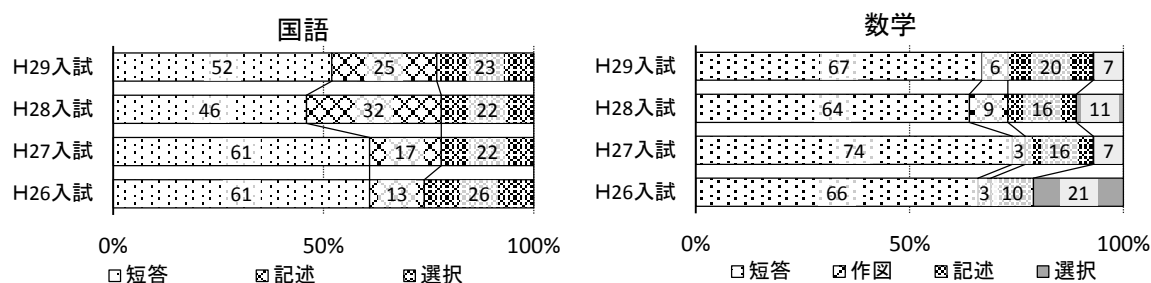 国語
H29入試 52 25 23
H28入試 46 32 22
H27入試 61 17 22
H26入試 61 13 26
0% 50% 100%
短答 記述 選択
数学
H29入試 67 6 20 7
H28入試 64 9 16 11
H27入試 74 3 16 7
H26入試 66 3 10 21
0% 50% 100%
短答 作図 記述 選択